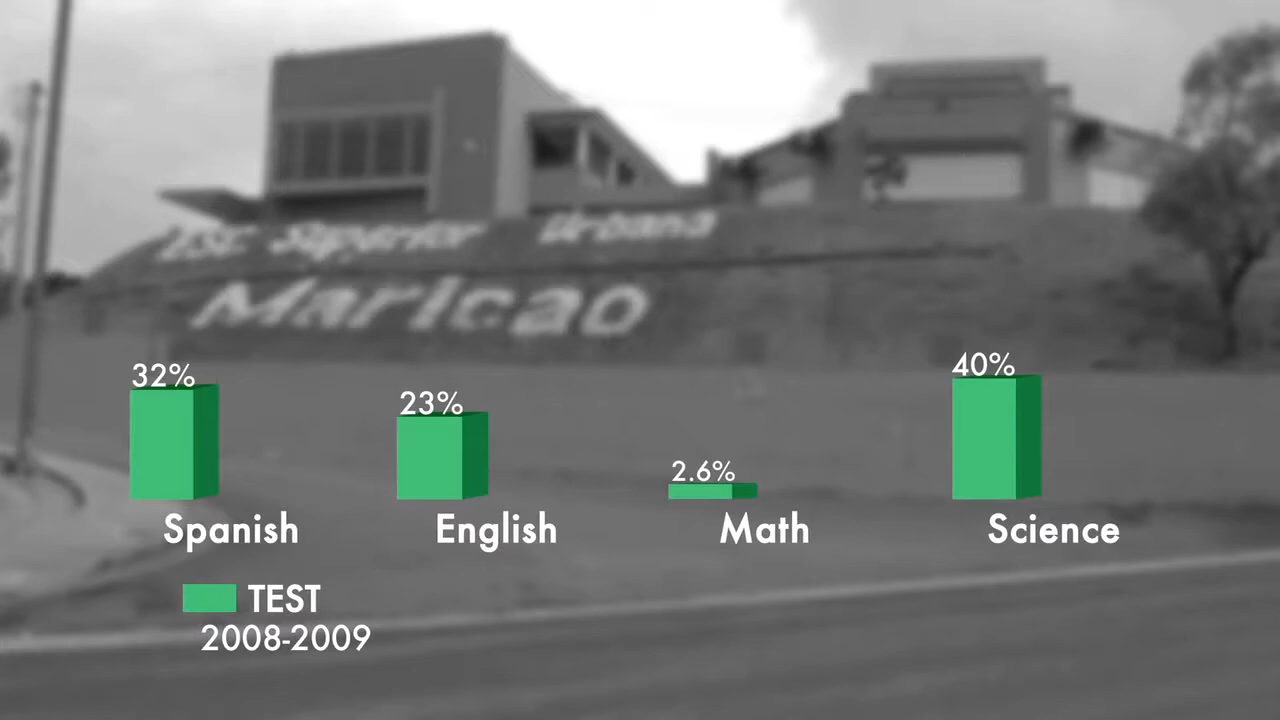 Esc Superior Urbana
Maricao
32%
23%
2.6%
40%
Spanish
English
Math
Science
TEST
2008-2009